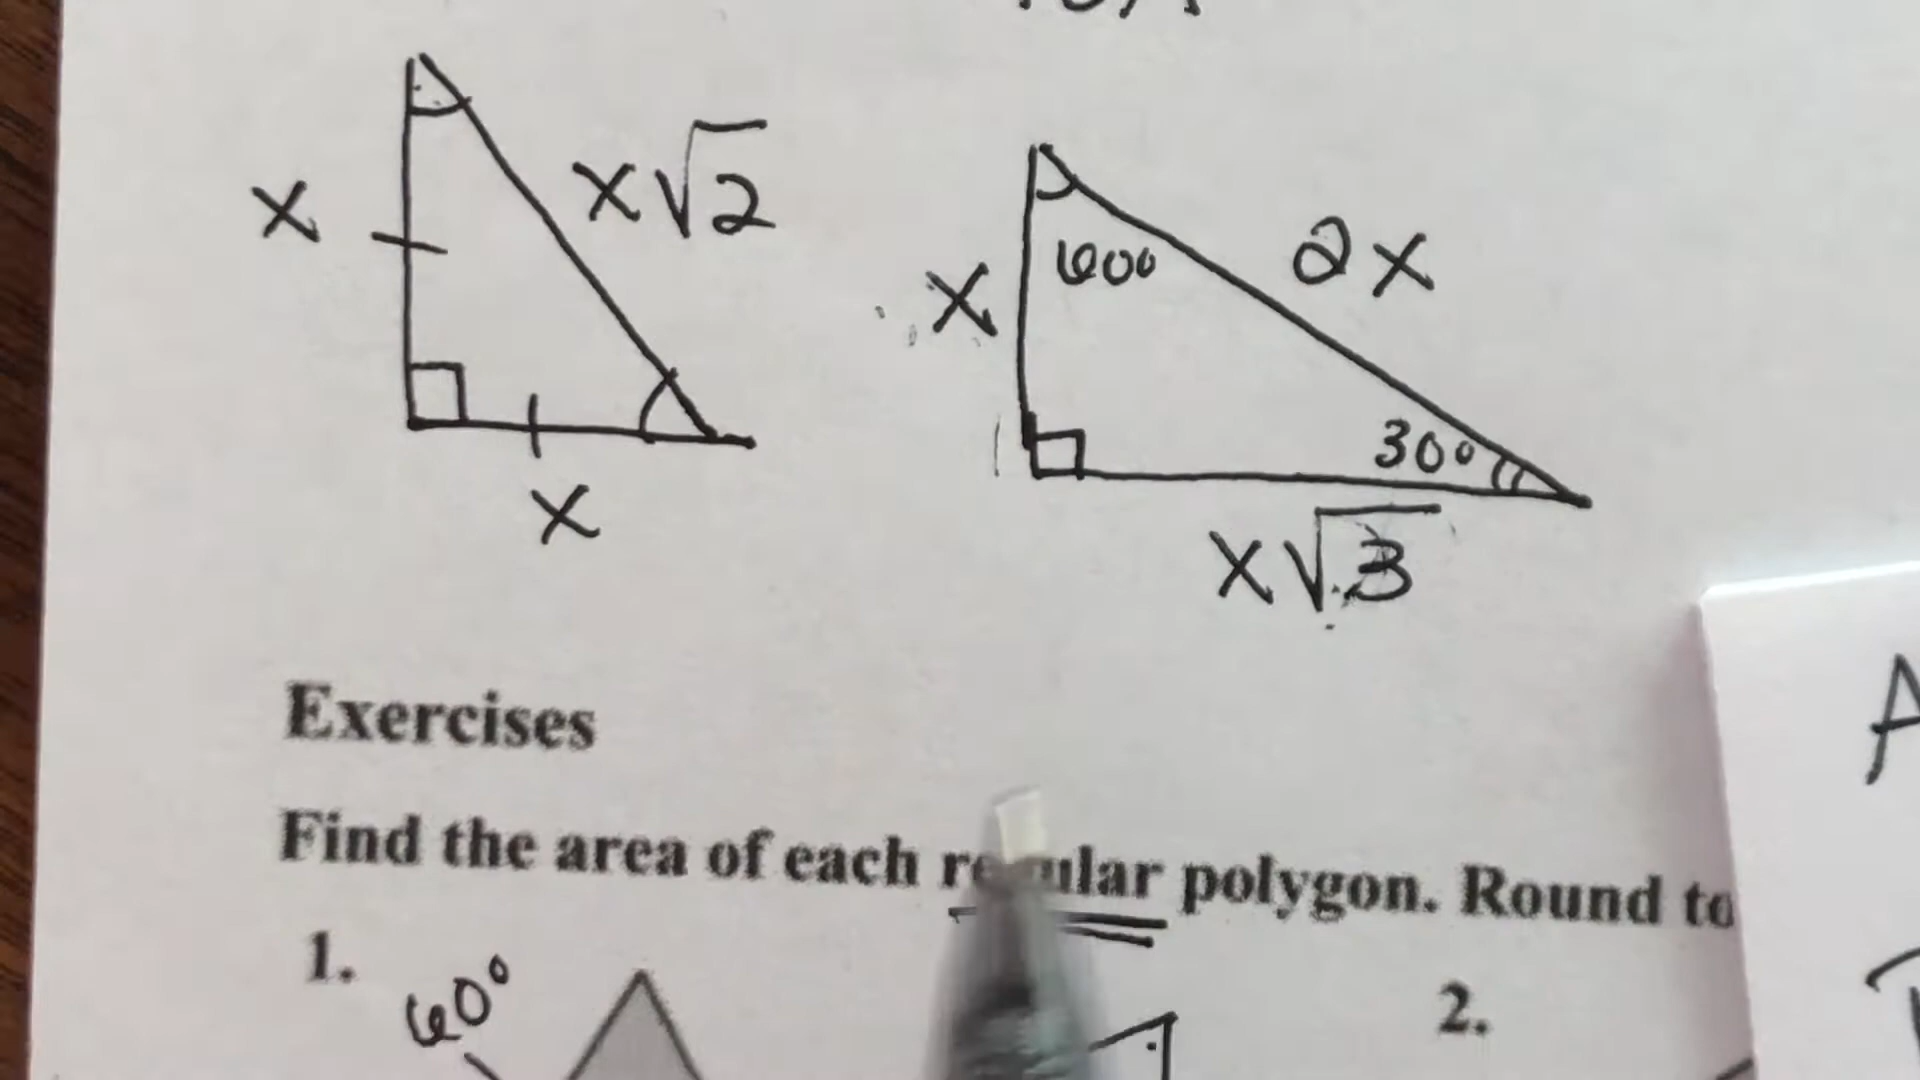 x
x√2
x
x
60°
2x
30°
x√3
Exercises
Find the area of each regular polygon. Round to
1.
60°
2.
A